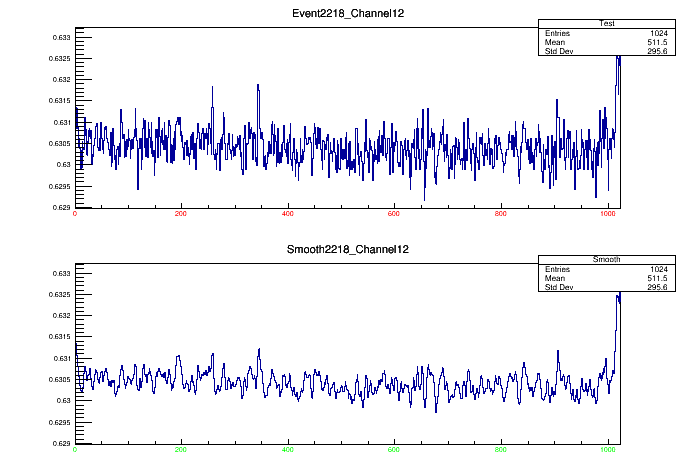 Event2218_Channel12
Test
Entries 1024
Mean 511.5
Std Dev 295.6
0.633
0.6325
0.632
0.6315
0.631
0.6305
0.63
0.6295
0.629
0 200 400 600 800 1000
Smooth2218_Channel12
Smooth
Entries 1024
Mean 511.5
Std Dev 295.6
0.633
0.6325
0.632
0.6315
0.631
0.6305
0.63
0.6295
0.629
0 200 400 600 800 1000